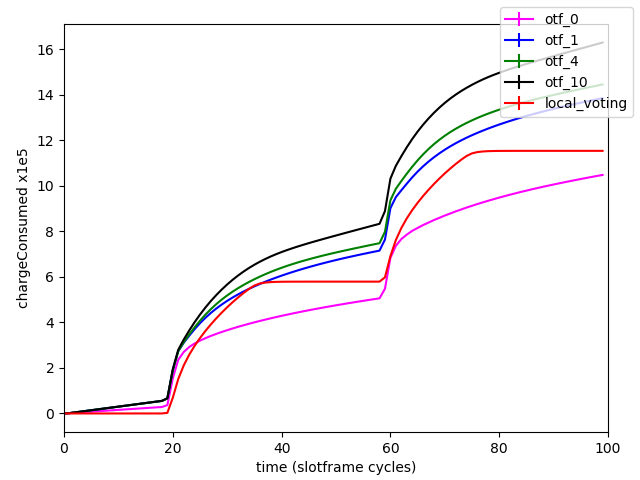 otf_0
otf_1
otf_4
otf_10
local_voting
chargeConsumed x1e5
16
14
12
10
8
6
4
2
0
0 20 40 60 80 100
time (slotframe cycles)